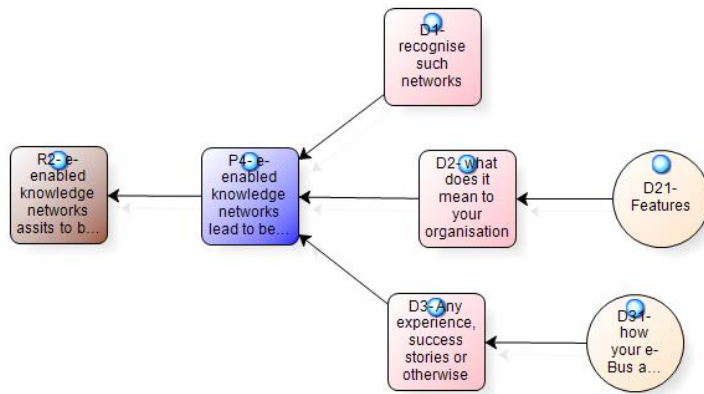 D1-
recognise
such
networks
R2- e-
enabled
knowledge
networks
assits to b...
P4- e-
enabled
knowledge
networks
lead to be...
D2- what
does it
mean to
your
organisation
D21-
Features
D3- Any
experience,
success
stories or
otherwise
D31-
how
your e-
Bus a...